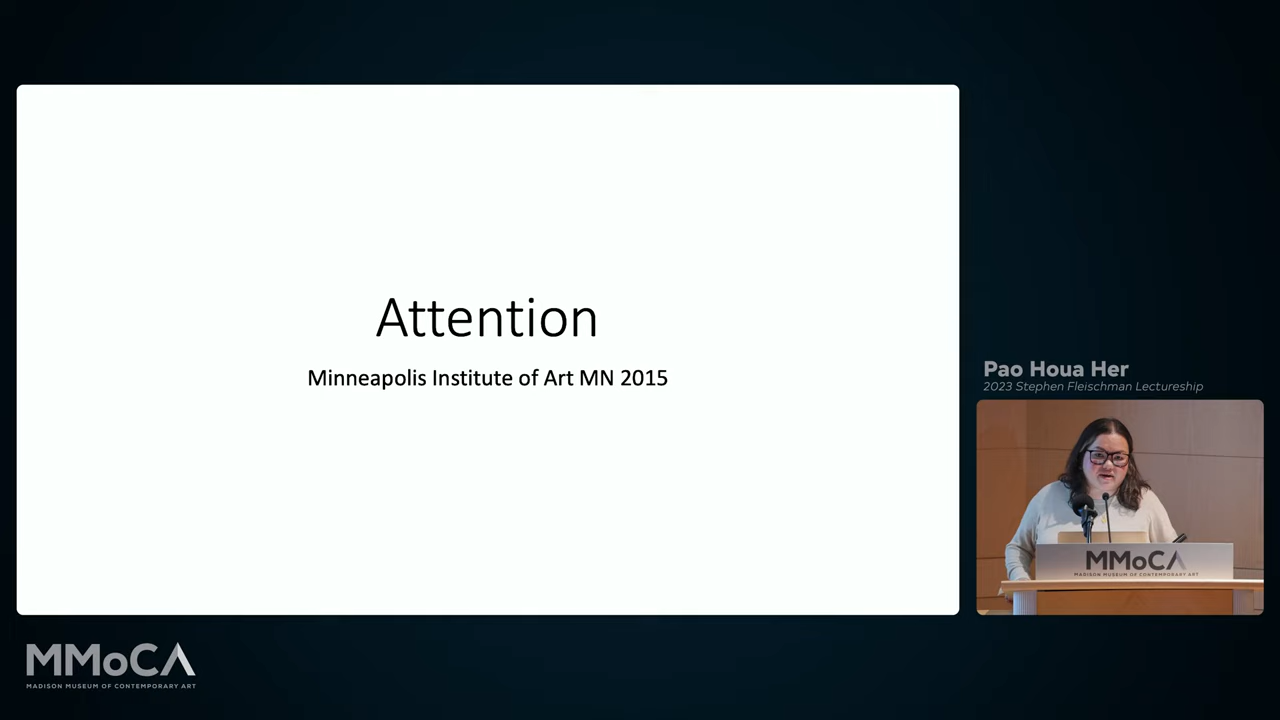 Attention
Minneapolis Institute of Art MN 2015
Pao Houa Her
2023 Stephen Fleischman Lectureship
MMoCA
MADISON MUSEUM OF CONTEMPORARY ART
MMoCA
MADISON MUSEUM OF CONTEMPORARY ART